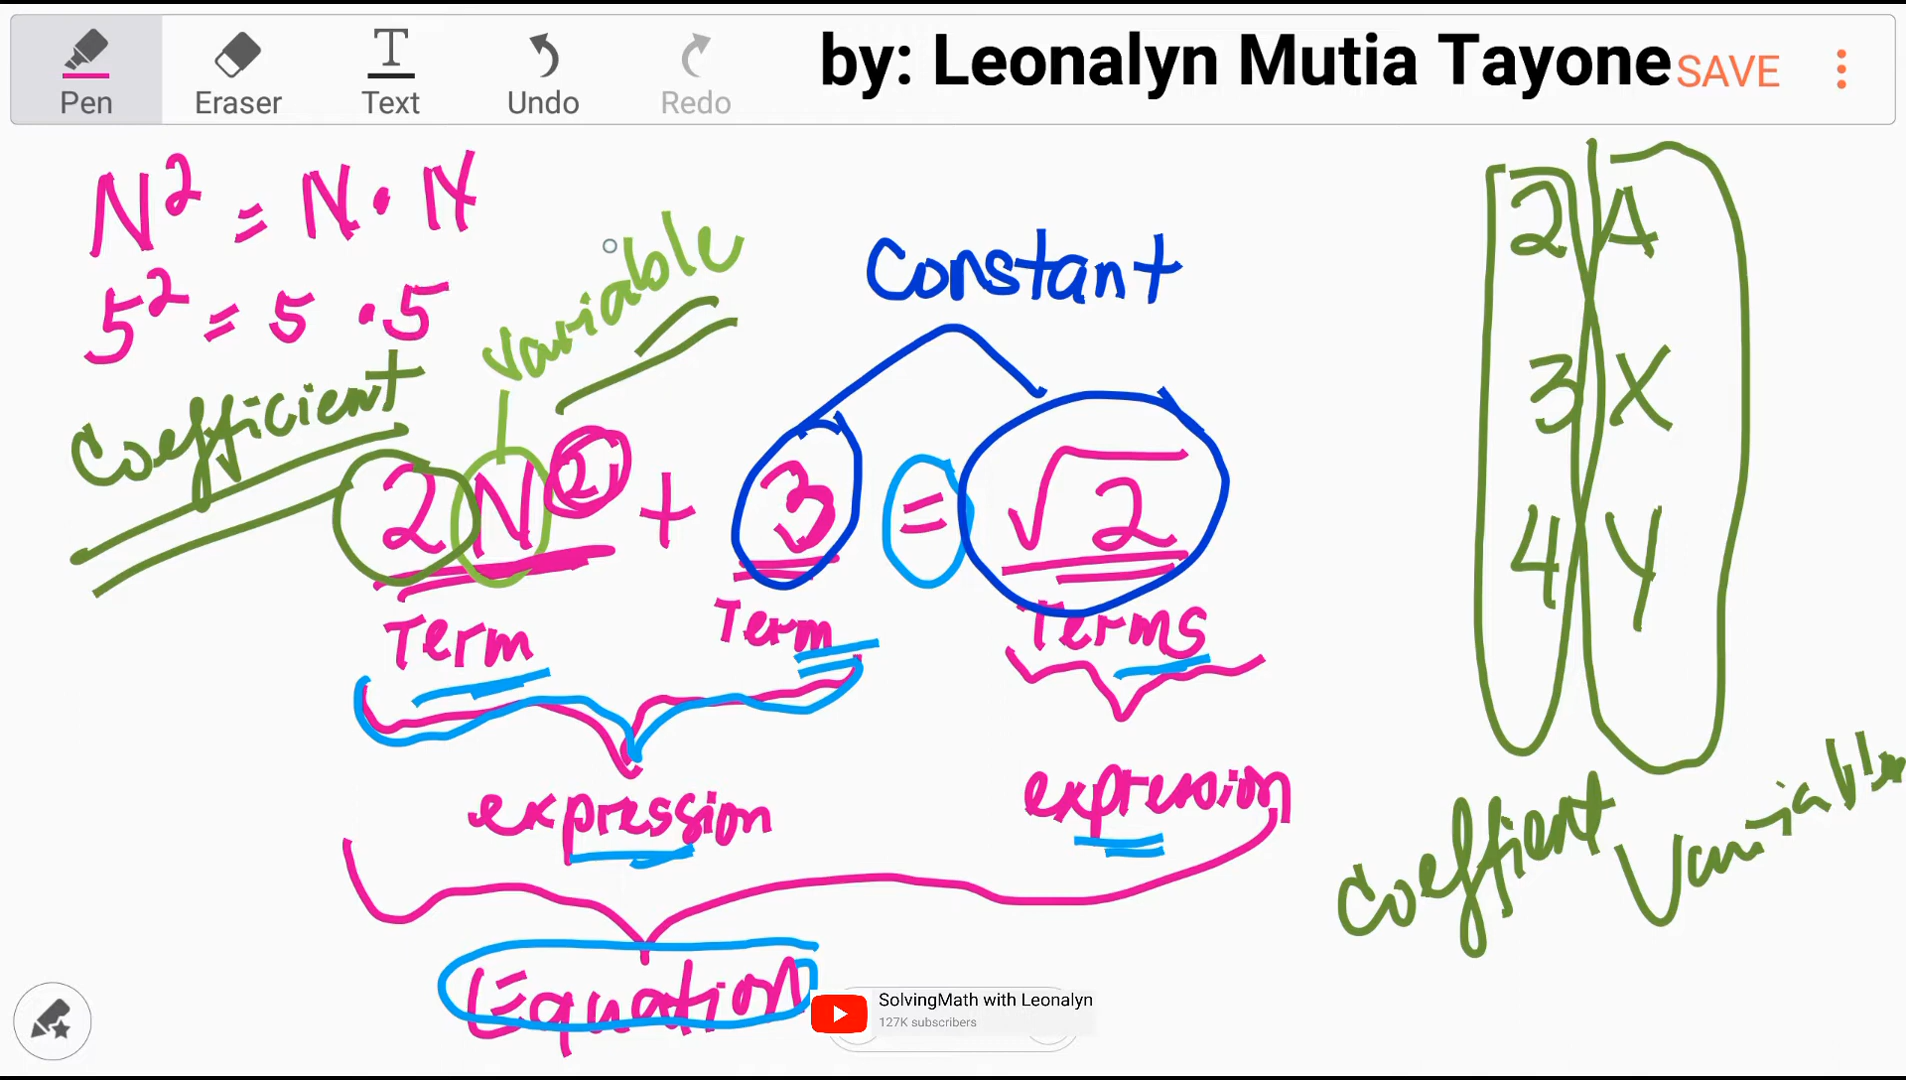 by: Leonalyn Mutia Tayone
SAVE
Pen
Eraser
Text
Undo
Redo
N² = N · N
5² = 5 · 5
Variable
Constant
Coefficient
2N² + 3 = √2
Term
Term
Terms
expression
expression
Equation
2 A
3 X
4 Y
Coeffient
Variable
SolvingMath with Leonalyn
127K subscribers